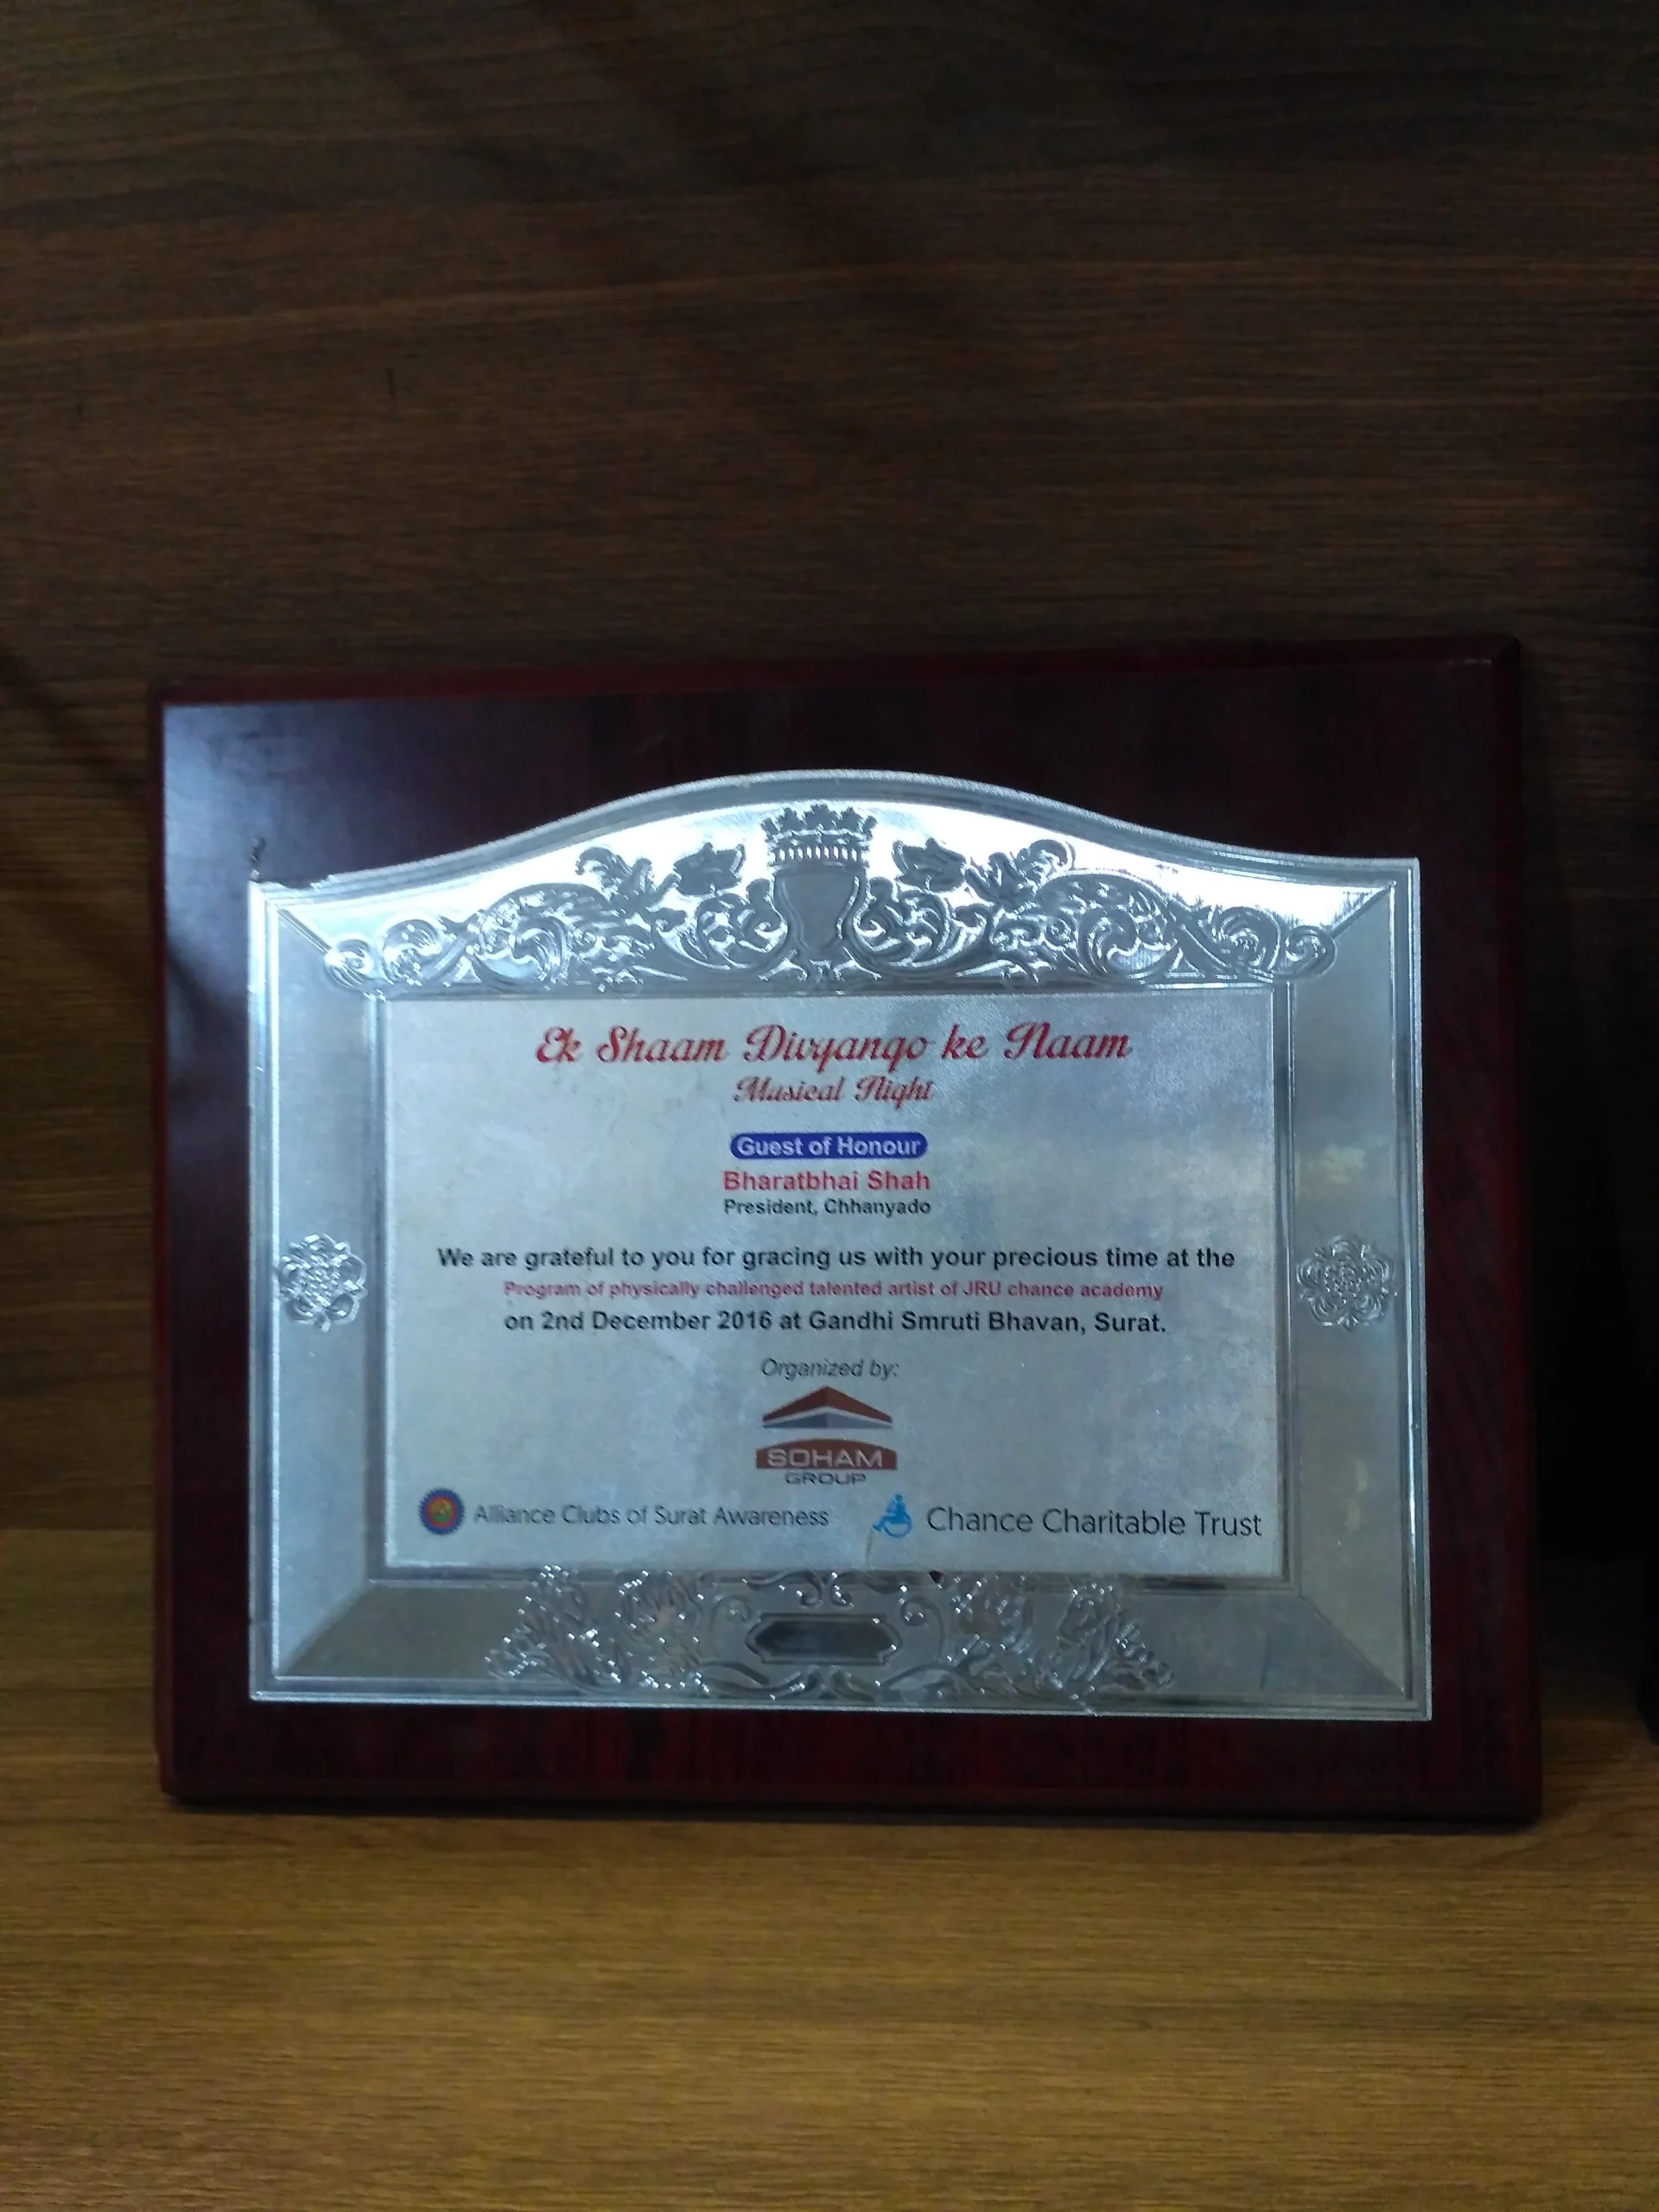 Ek Shaam Divyango ke Naam
Musical Night
Guest of Honour
Bharatbhai Shah
President, Chhanyado
We are grateful to you for gracing us with your precious time at the
Program of physically challenged talented artist of JRU chance academy
on 2nd December 2016 at Gandhi Smruti Bhavan, Surat.
Organized by:
SOHAM
GROUP
Alliance Clubs of Surat Awareness
Chance Charitable Trust